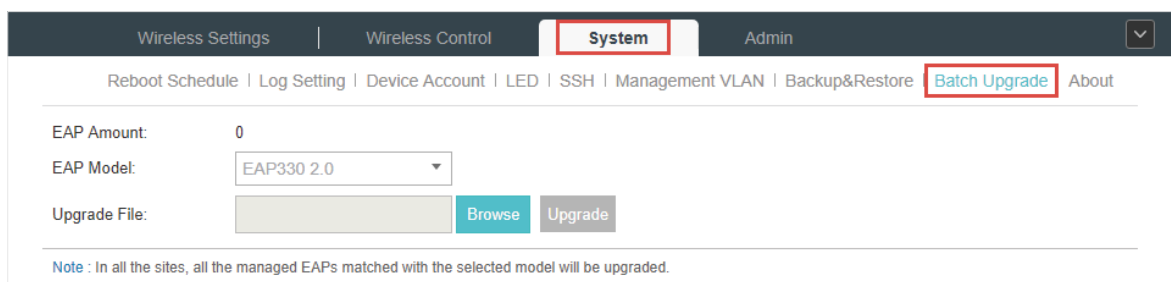 Wireless Settings | Wireless Control System Admin
Reboot Schedule | Log Setting | Device Account | LED | SSH | Management VLAN | Backup&Restore | Batch Upgrade About
EAP Amount: 0
EAP Model: EAP330 2.0
Upgrade File: Browse Upgrade
Note : In all the sites, all the managed EAPs matched with the selected model will be upgraded.